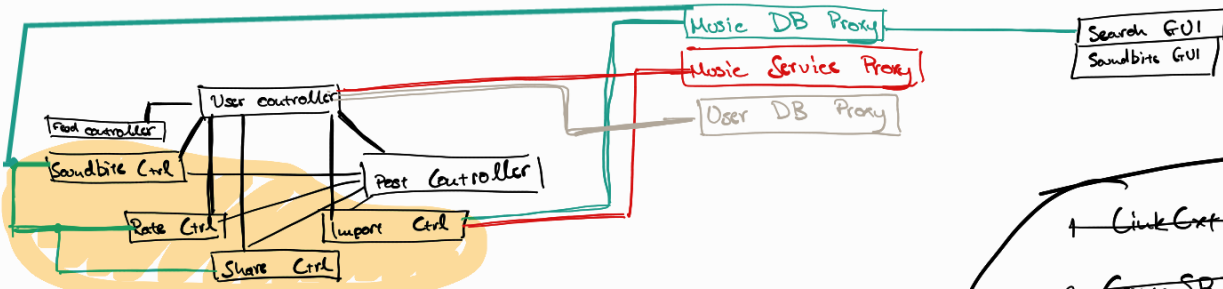 Music DB Proxy
Search GUI
Soundbite GUI
Music Service Proxy
User controller
User DB Proxy
Feed controller
Soundbite Ctrl
Post Controller
Rate Ctrl
Import Ctrl
Share Ctrl